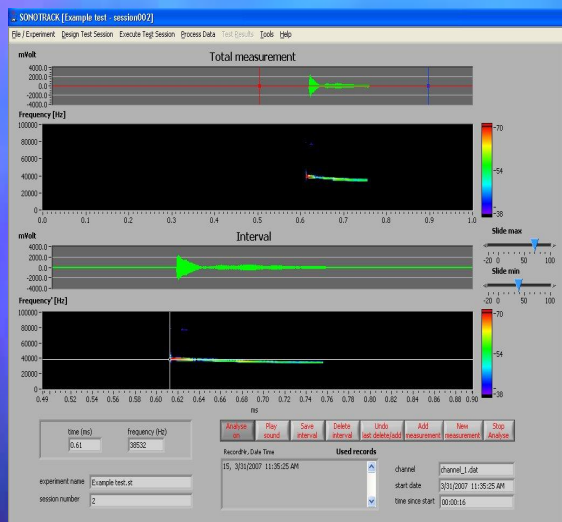 SONOTRACK [Example test - session002]
File / Experiment Design Test Session Execute Test Session Process Data Test Results Tools Help
mVolt Total measurement
4000.0
2000.0
0.0
-2000.0
-4000.0
Frequency [Hz]
100000
80000
60000
40000
20000
0
-70
-54
-38
0.0 0.1 0.2 0.3 0.4 0.5 0.6 0.7 0.8 0.9 1.0
mVolt Interval
4000.0
2000.0
0.0
-2000.0
-4000.0
Slide max
-20 0 50 100
Slide min
-20 0 50 100
Frequency' [Hz]
100000
80000
60000
40000
20000
0
-70
-54
-38
0.49 0.52 0.54 0.56 0.58 0.60 0.62 0.64 0.66 0.68 0.70 0.72 0.74 0.76 0.78 0.80 0.82 0.84 0.86 0.88 0.90
ms
time (ms) frequency (Hz)
0.61 38532
Analyse on
Play sound
Save interval
Delete interval
Undo last delete/add
Add measurement
New measurement
Stop Analyse
RecordNr, Date Time Used records
15, 3/31/2007 11:35:25 AM
experiment name Example test.st
session number 2
channel channel_1.dat
start date 3/31/2007 11:35:25 AM
time since start 00:00:16